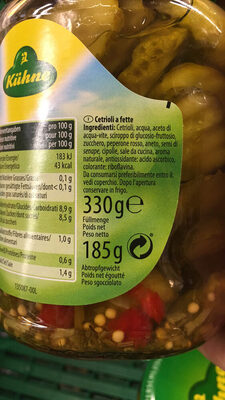 Kühne
pro 100 g
pour 100 g
per 100 g
183 kJ
43 kcal
0,1 g
0,1 g
8,9 g
8,5 g
1,0 g
0,6 g
1,4 g
Cetrioli a fette
Ingredienti: Cetrioli, acqua, aceto di
vite, sciroppo di glucosio-fruttosio,
zucchero, peperone rosso, aneto, semi di
senape, cipolle, sale da cucina, aroma
naturale, antiossidante: acido ascorbico,
colorante: riboflavina.
Da consumarsi preferibilmente entro il:
vedi coperchio. Dopo l'apertura
conservare in frigo.
330 g e
Füllmenge
Poids net
Peso netto
185 g
Abtropfgewicht
Poids net égoutté
Peso sgocciolato